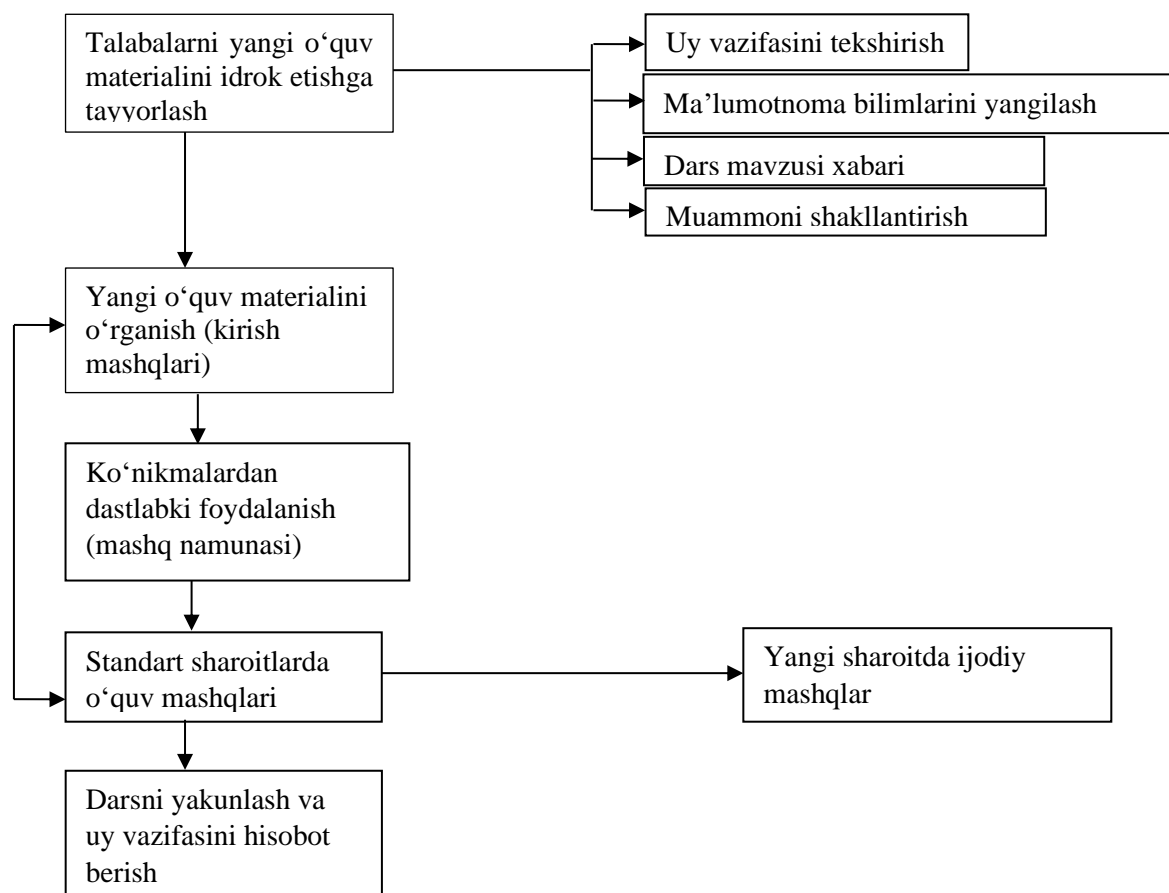 Talabalarni yangi o‘quv
materialini idrok etishga
tayyorlash
Uy vazifasini tekshirish
Ma’lumotnoma bilimlarini yangilash
Dars mavzusi xabari
Muammoni shakllantirish
Yangi o‘quv materialini
o‘rganish (kirish
mashqlari)
Ko‘nikmalardan
dastlabki foydalanish
(mashq namunasi)
Standart sharoitlarda
o‘quv mashqlari
Yangi sharoitda ijodiy
mashqlar
Darsni yakunlash va
uy vazifasini hisobot
berish